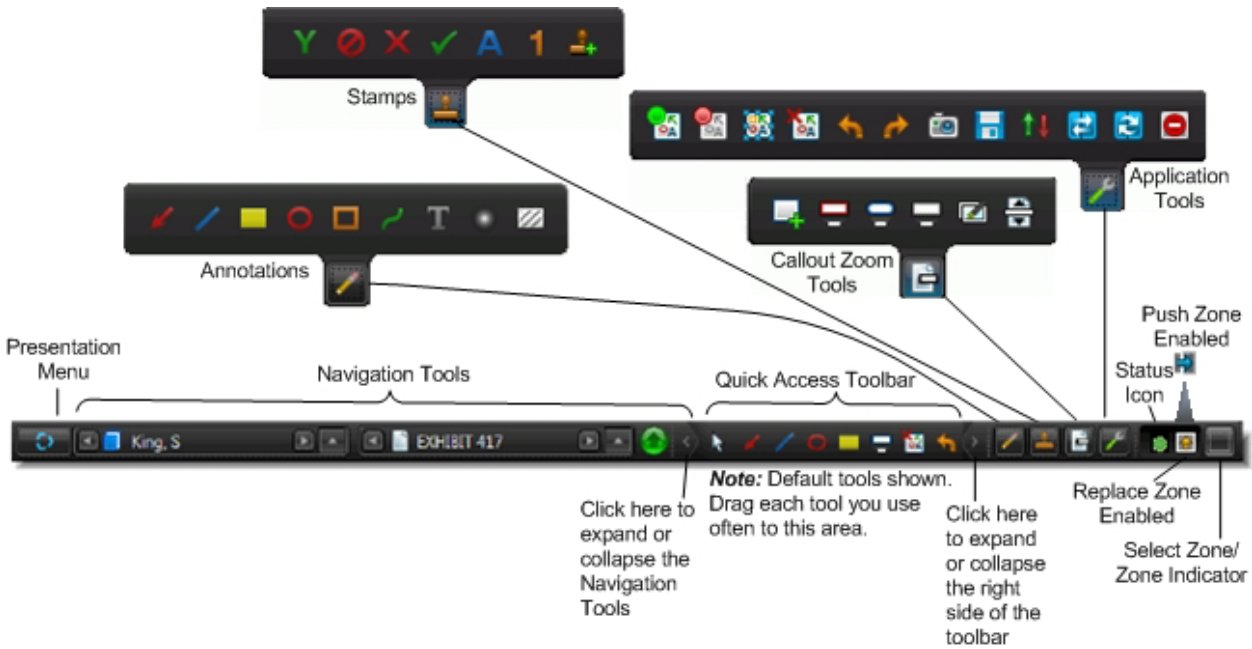 Y A 1
Stamps
Application
Tools
T
Annotations
Callout Zoom
Tools
Push Zone
Enabled
Status
Icon
Presentation
Menu
Navigation Tools
Quick Access Toolbar
King, S
EXHIBIT 417
Note: Default tools shown.
Drag each tool you use
often to this area.
Click here to
expand or
collapse the
Navigation
Tools
Click here
to expand
or collapse
the right
side of the
toolbar
Replace Zone
Enabled
Select Zone/
Zone Indicator